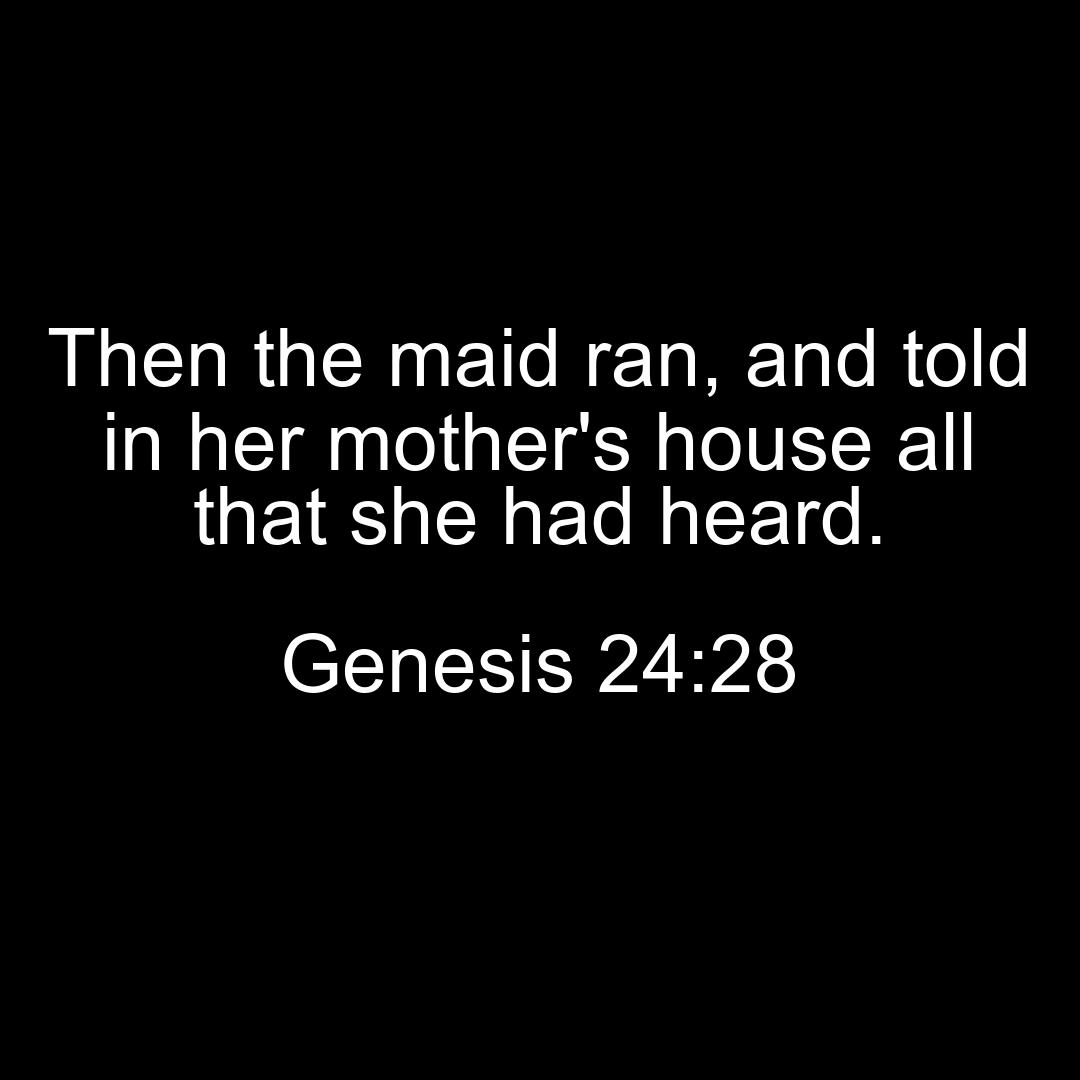 Then the maid ran, and told
in her mother's house all
that she had heard.
Genesis 24:28